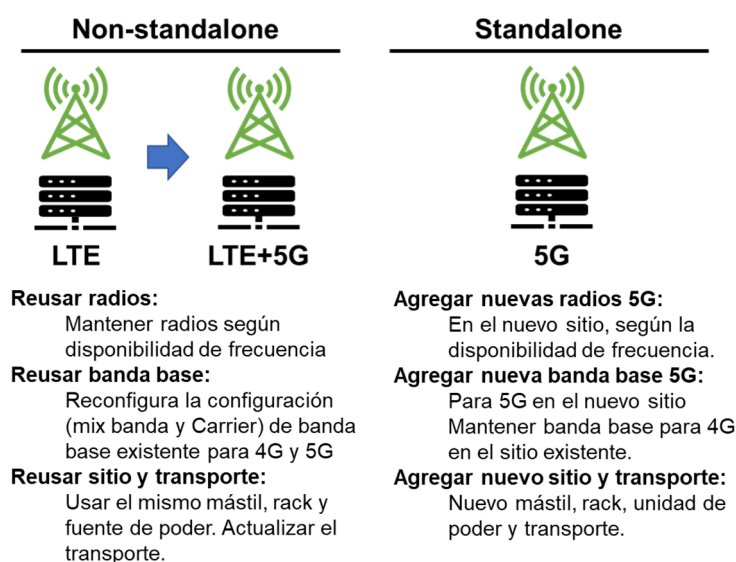 Non-standalone
LTE
LTE+5G
Reusar radios:
Mantener radios según
disponibilidad de frecuencia
Reusar banda base:
Reconfigura la configuración
(mix banda y Carrier) de banda
base existente para 4G y 5G
Reusar sitio y transporte:
Usar el mismo mástil, rack y
fuente de poder. Actualizar el
transporte.
Standalone
5G
Agregar nuevas radios 5G:
En el nuevo sitio, según la
disponibilidad de frecuencia.
Agregar nueva banda base 5G:
Para 5G en el nuevo sitio
Mantener banda base para 4G
en el sitio existente.
Agregar nuevo sitio y transporte:
Nuevo mástil, rack, unidad de
poder y transporte.